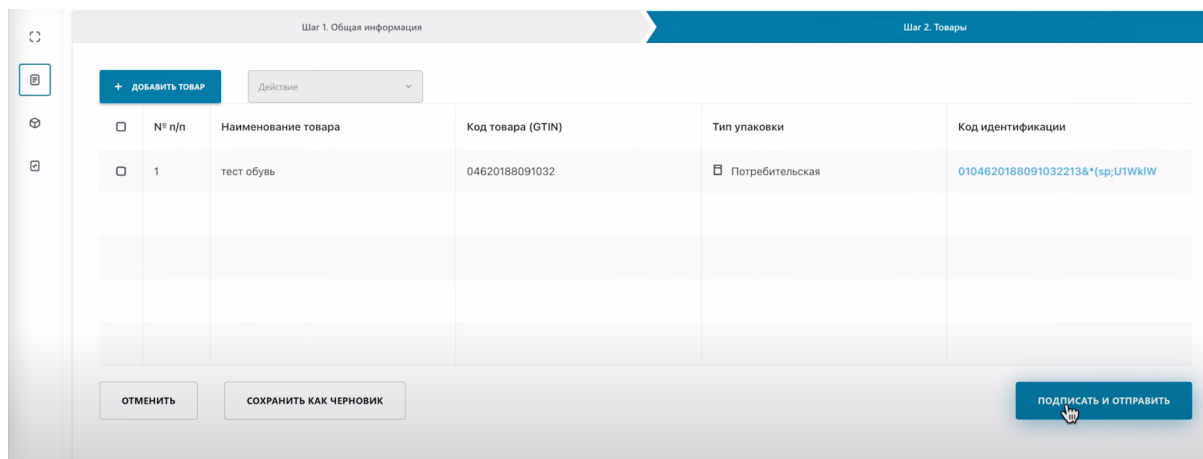 Шаг 1. Общая информация
Шаг 2. Товары
+ ДОБАВИТЬ ТОВАР
Действие
№ п/п Наименование товара Код товара (GTIN) Тип упаковки Код идентификации
1 тест обувь 04620188091032 Потребительская 0104620188091032213&*(sp;U1WklW
ОТМЕНИТЬ СОХРАНИТЬ КАК ЧЕРНОВИК ПОДПИСАТЬ И ОТПРАВИТЬ